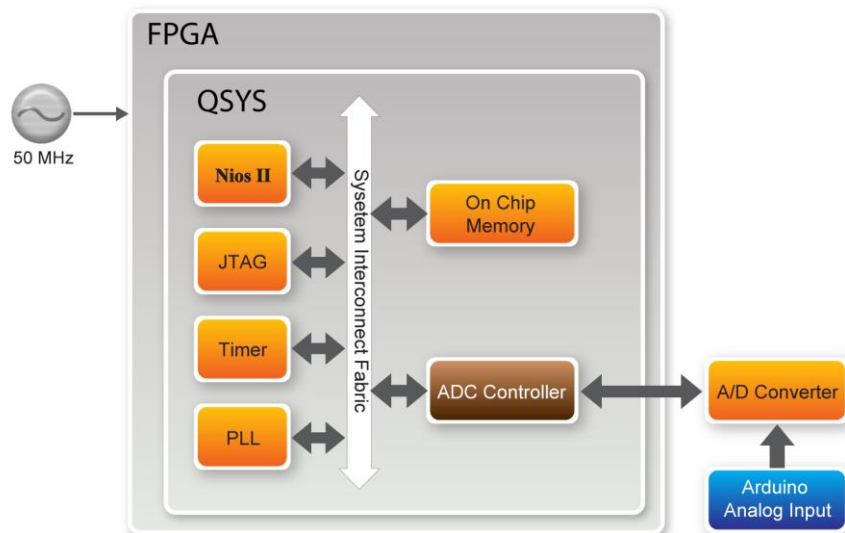 FPGA
QSYS
50 MHz
Nios II
JTAG
Timer
PLL
Sysetem Interconnect Fabric
On Chip
Memory
ADC Controller
A/D Converter
Arduino
Analog Input